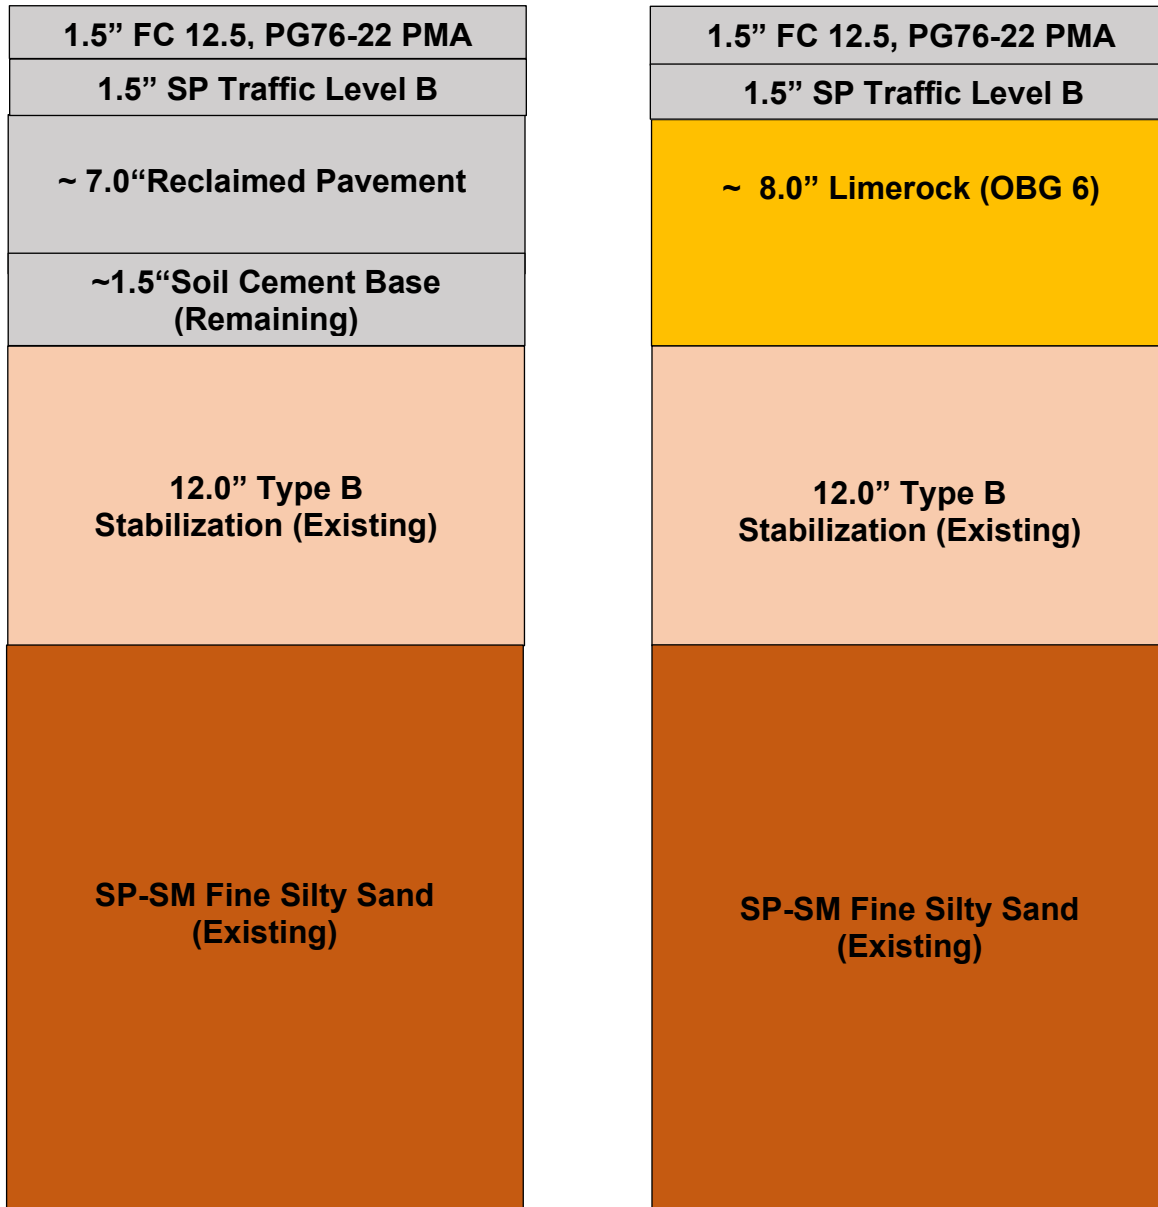 1.5” FC 12.5, PG76-22 PMA
1.5” SP Traffic Level B
~ 7.0“Reclaimed Pavement
~1.5“Soil Cement Base
(Remaining)
12.0” Type B
Stabilization (Existing)
SP-SM Fine Silty Sand
(Existing)
1.5” FC 12.5, PG76-22 PMA
1.5” SP Traffic Level B
~  8.0” Limerock (OBG 6)
12.0” Type B
Stabilization (Existing)
SP-SM Fine Silty Sand
(Existing)